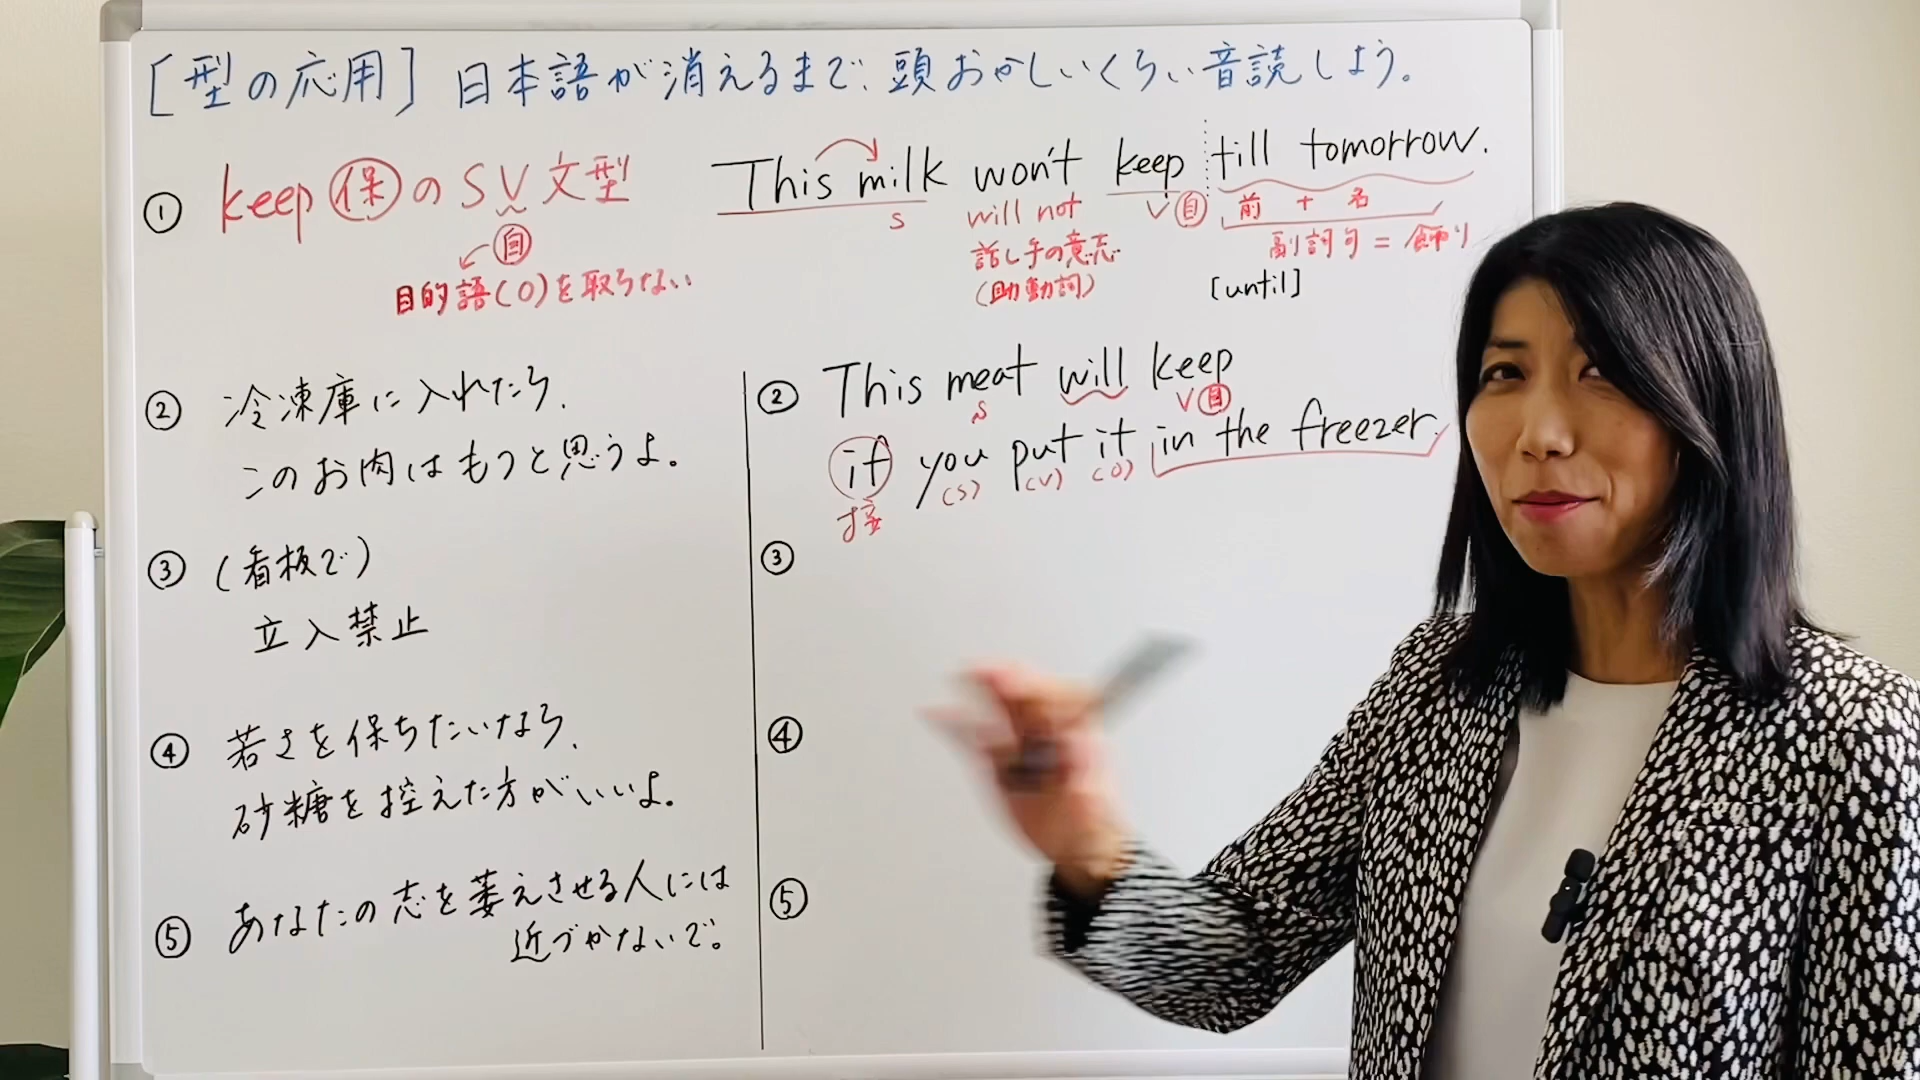 [型の応用] 日本語が消えるまで、頭おかしいくらい音読しよう。
① keep 保 の SV 文型
自
目的語(O)を取らない
This milk won't keep till tomorrow.
S
will not
V 自
前 + 名
話し手の意志
(助動詞)
副詞句 = 飾り
[until]
② 冷凍庫に入れたら、
このお肉はもつと思うよ。
② This meat will keep
S
V 自
if you put it in the freezer.
接
(S)
(V)
(O)
③ (看板で)
立入禁止
③
④ 若さを保ちたいなら、
砂糖を控えた方がいいよ。
④
⑤ あなたの志を萎えさせる人には
近づかないで。
⑤